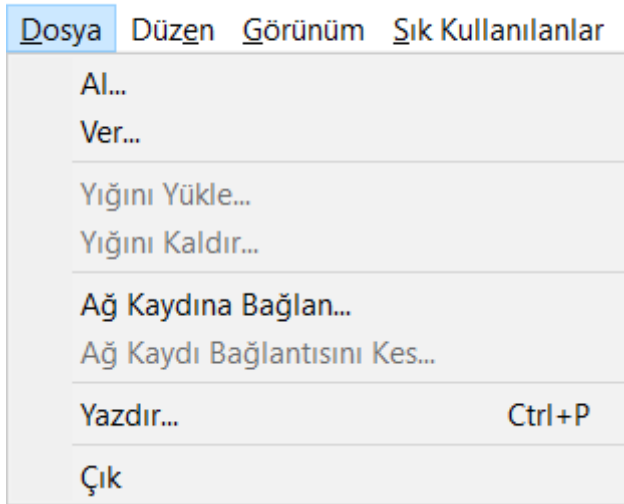 Dosya Düzen Görünüm Sık Kullanılanlar
Al...
Ver...
Yığını Yükle...
Yığını Kaldır...
Ağ Kaydına Bağlan...
Ağ Kaydı Bağlantısını Kes...
Yazdır... Ctrl+P
Çık